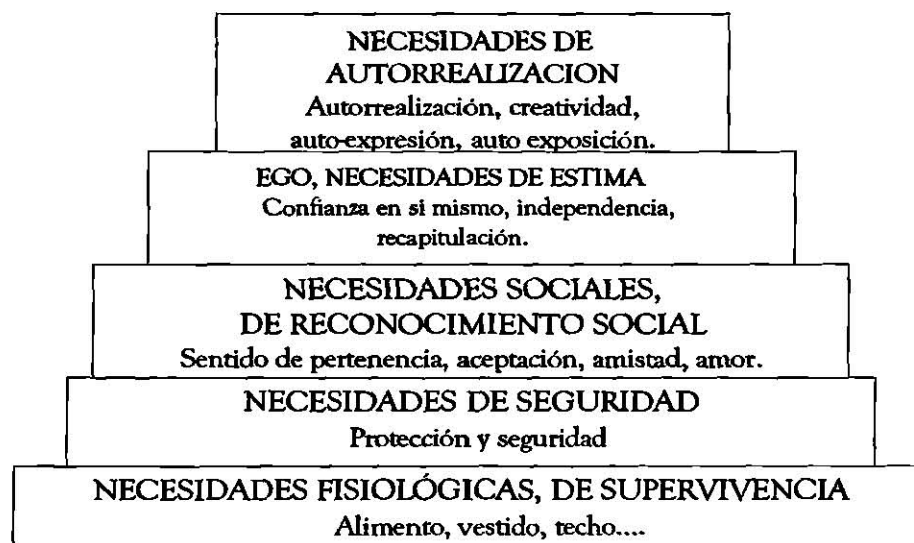 NECESIDADES DE
AUTORREALIZACION
Autorrealización, creatividad,
auto-expresión, auto exposición.
EGO, NECESIDADES DE ESTIMA
Confianza en si mismo, independencia,
recapitulación.
NECESIDADES SOCIALES,
DE RECONOCIMIENTO SOCIAL
Sentido de pertenencia, aceptación, amistad, amor.
NECESIDADES DE SEGURIDAD
Protección y seguridad
NECESIDADES FISIOLÓGICAS, DE SUPERVIVENCIA
Alimento, vestido, techo....